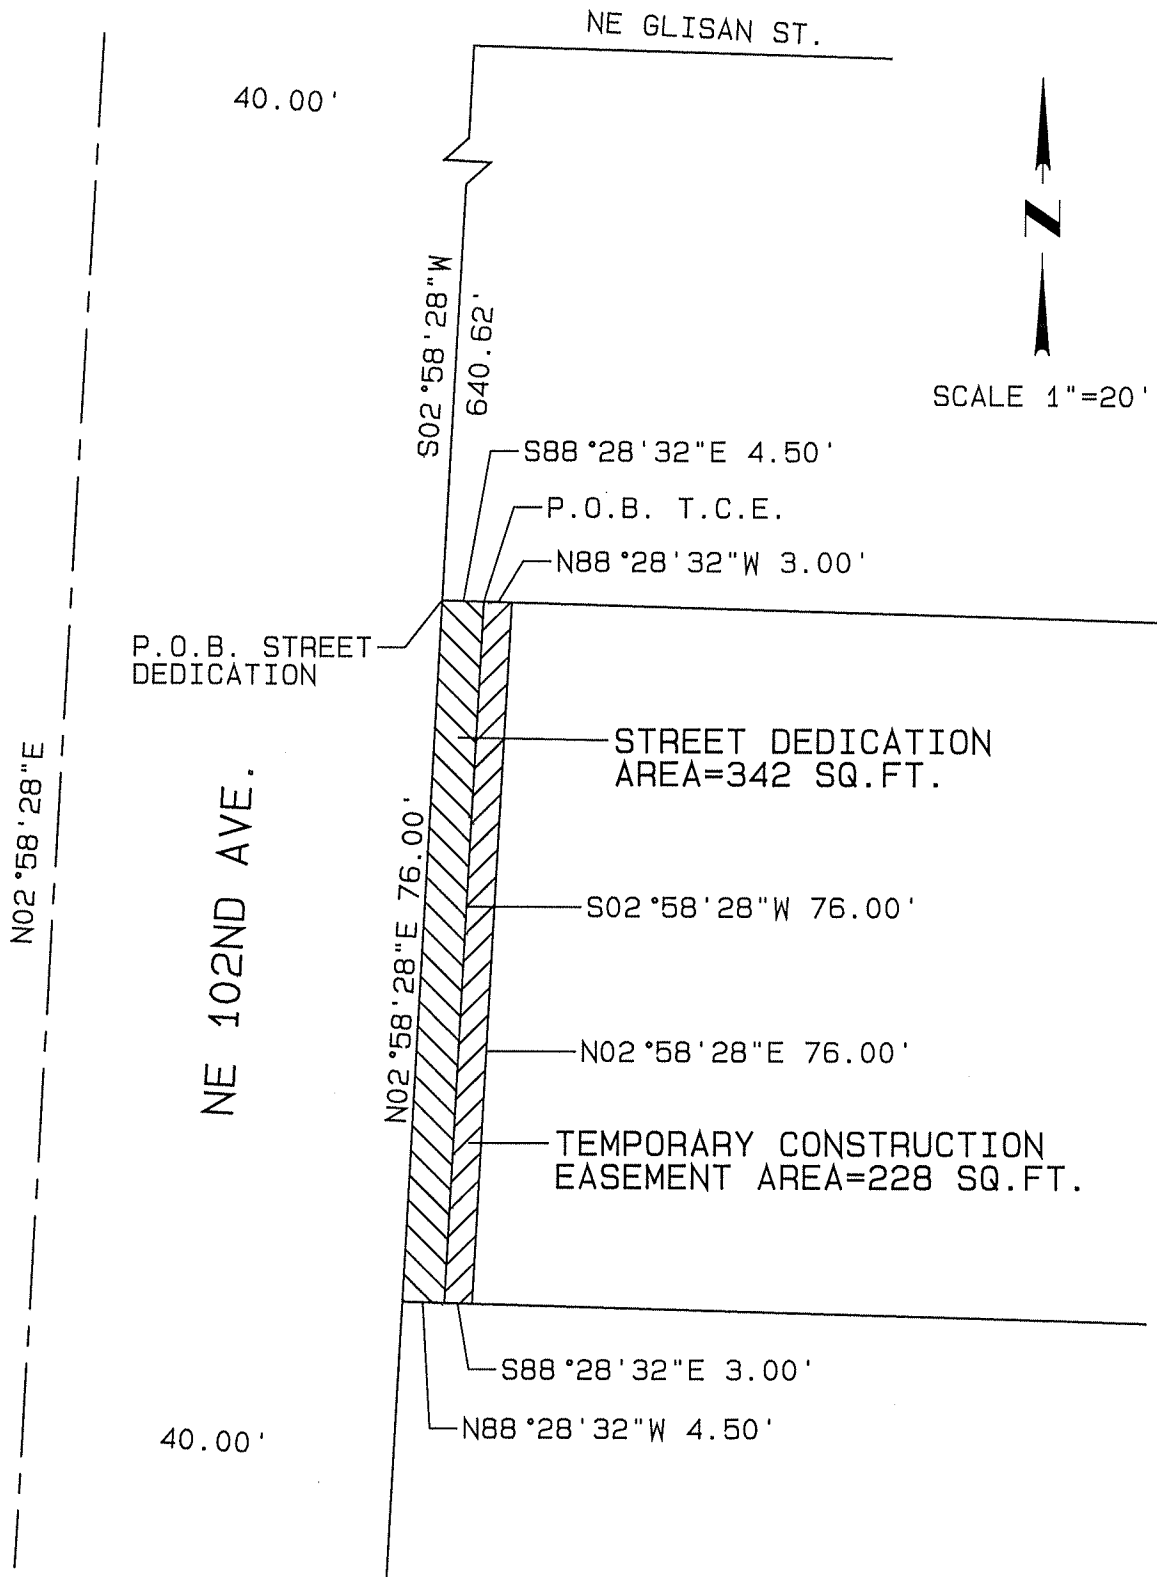 NE GLISAN ST.
40.00'
S02°58'28"W
640.62'
N
SCALE 1"=20'
S88°28'32"E 4.50'
P.O.B. T.C.E.
N88°28'32"W 3.00'
P.O.B. STREET
DEDICATION
STREET DEDICATION
AREA=342 SQ.FT.
N02°58'28"E
NE 102ND AVE.
N02°58'28"E 76.00'
S02°58'28"W 76.00'
N02°58'28"E 76.00'
TEMPORARY CONSTRUCTION
EASEMENT AREA=228 SQ.FT.
S88°28'32"E 3.00'
N88°28'32"W 4.50'
40.00'